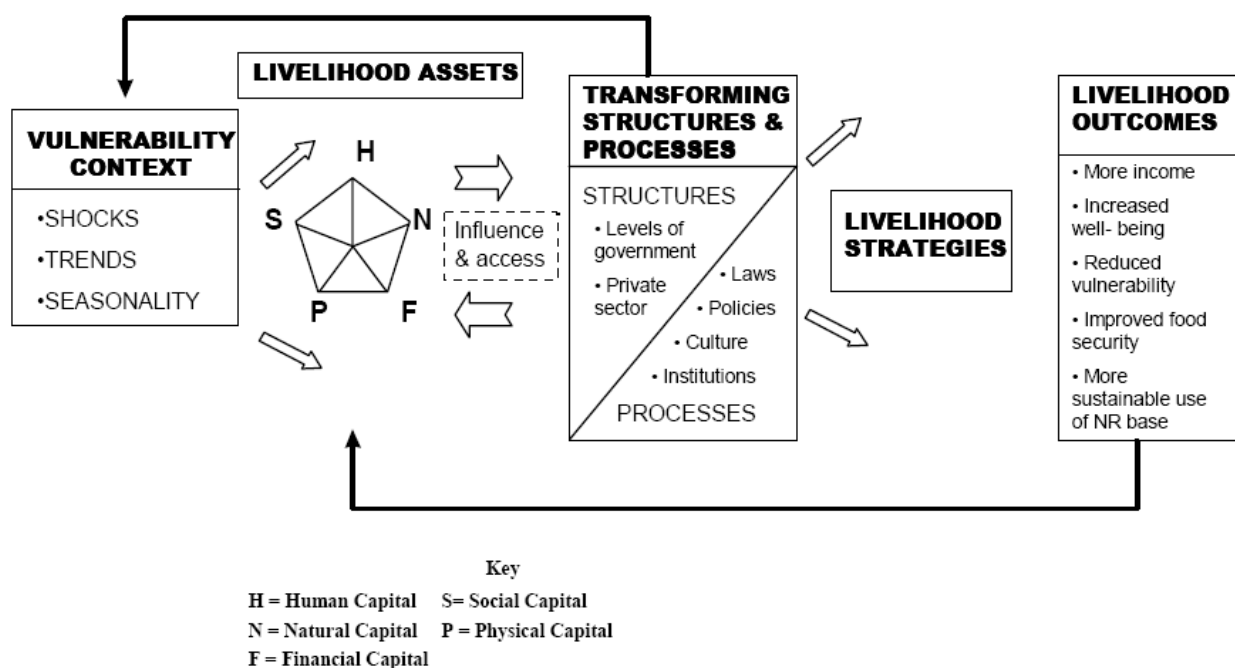 LIVELIHOOD ASSETS
VULNERABILITY
CONTEXT
•SHOCKS
•TRENDS
•SEASONALITY
H
S
N
P
F
Influence
& access
TRANSFORMING
STRUCTURES &
PROCESSES
STRUCTURES
• Levels of
government
• Private
sector
• Laws
• Policies
• Culture
• Institutions
PROCESSES
LIVELIHOOD
STRATEGIES
LIVELIHOOD
OUTCOMES
• More income
• Increased
well- being
• Reduced
vulnerability
• Improved food
security
• More
sustainable use
of NR base
Key
H = Human Capital S= Social Capital
N = Natural Capital P = Physical Capital
F = Financial Capital